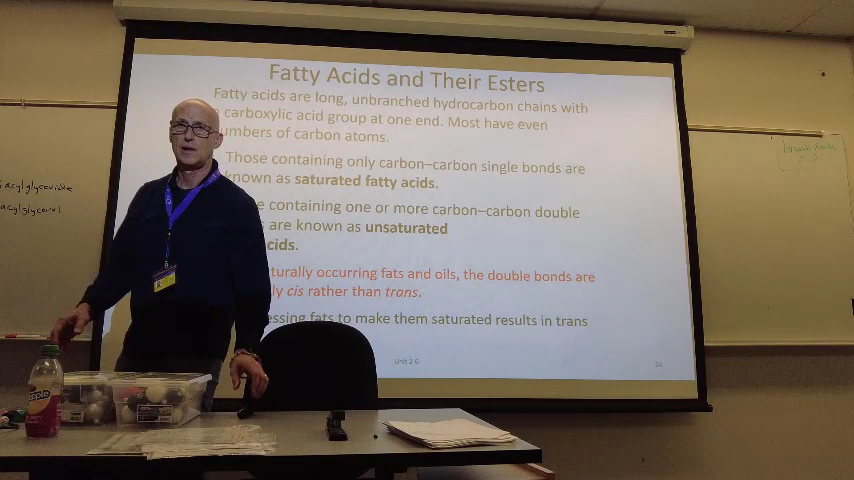 Fatty Acids and Their Esters
Fatty acids are long, unbranched hydrocarbon chains with
carboxylic acid group at one end. Most have even
numbers of carbon atoms.
Those containing only carbon–carbon single bonds are
known as saturated fatty acids.
containing one or more carbon–carbon double
are known as unsaturated
cids.
turally occurring fats and oils, the double bonds are
ly cis rather than trans.
essing fats to make them saturated results in trans
Unit 2-6
acylglyceride
acylglycerol
apple